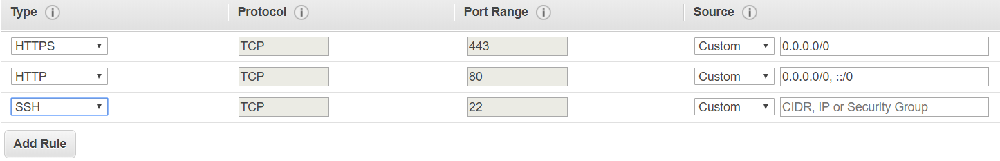 Type Protocol Port Range Source
HTTPS TCP 443 Custom 0.0.0.0/0
HTTP TCP 80 Custom 0.0.0.0/0, ::/0
SSH TCP 22 Custom CIDR, IP or Security Group
Add Rule